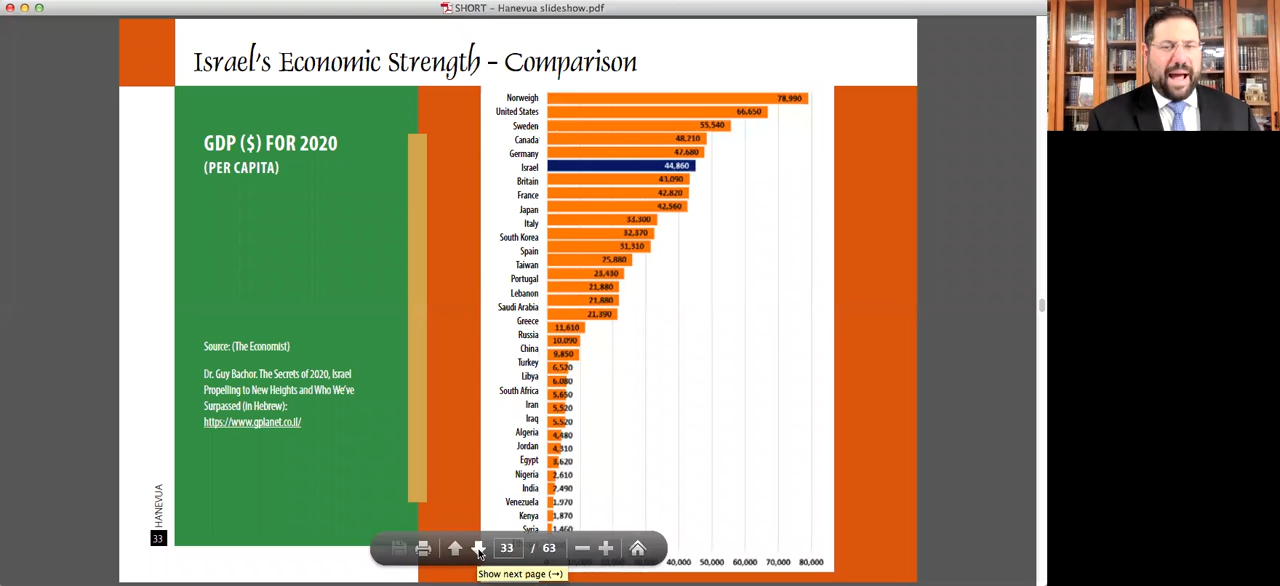 SHORT - Hanevua slideshow.pdf
Israel's Economic Strength - Comparison
GDP ($) FOR 2020
(PER CAPITA)
Source: (The Economist)
Dr. Guy Bachor. The Secrets of 2020, Israel
Propelling to New Heights and Who We've
Surpassed (in Hebrew):
https://www.gplanet.co.il/
HANEVUA
33
Norweigh
United States
Sweden
Canada
Germany
Israel
Britain
France
Japan
Italy
South Korea
Spain
Taiwan
Portugal
Lebanon
Saudi Arabia
Greece
Russia
China
Turkey
Libya
South Africa
Iran
Iraq
Algeria
Jordan
Egypt
Nigeria
India
Venezuela
Kenya
Syria
78,990
66,650
55,540
48,210
47,680
44,860
43,090
42,820
42,560
33,300
32,370
31,310
25,880
23,430
21,880
21,880
21,390
11,610
10,090
9,850
6,520
6,080
5,650
5,520
5,520
4,480
4,310
3,620
2,610
2,490
1,970
1,870
1,460
40,000 50,000 60,000 70,000 80,000
33 / 63
Show next page (→)